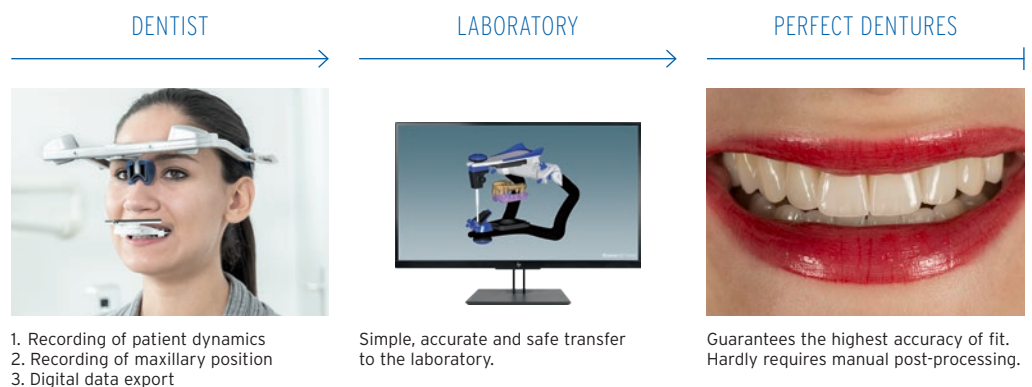 DENTIST
LABORATORY
PERFECT DENTURES
1. Recording of patient dynamics
2. Recording of maxillary position
3. Digital data export
Simple, accurate and safe transfer
to the laboratory.
Guarantees the highest accuracy of fit.
Hardly requires manual post-processing.